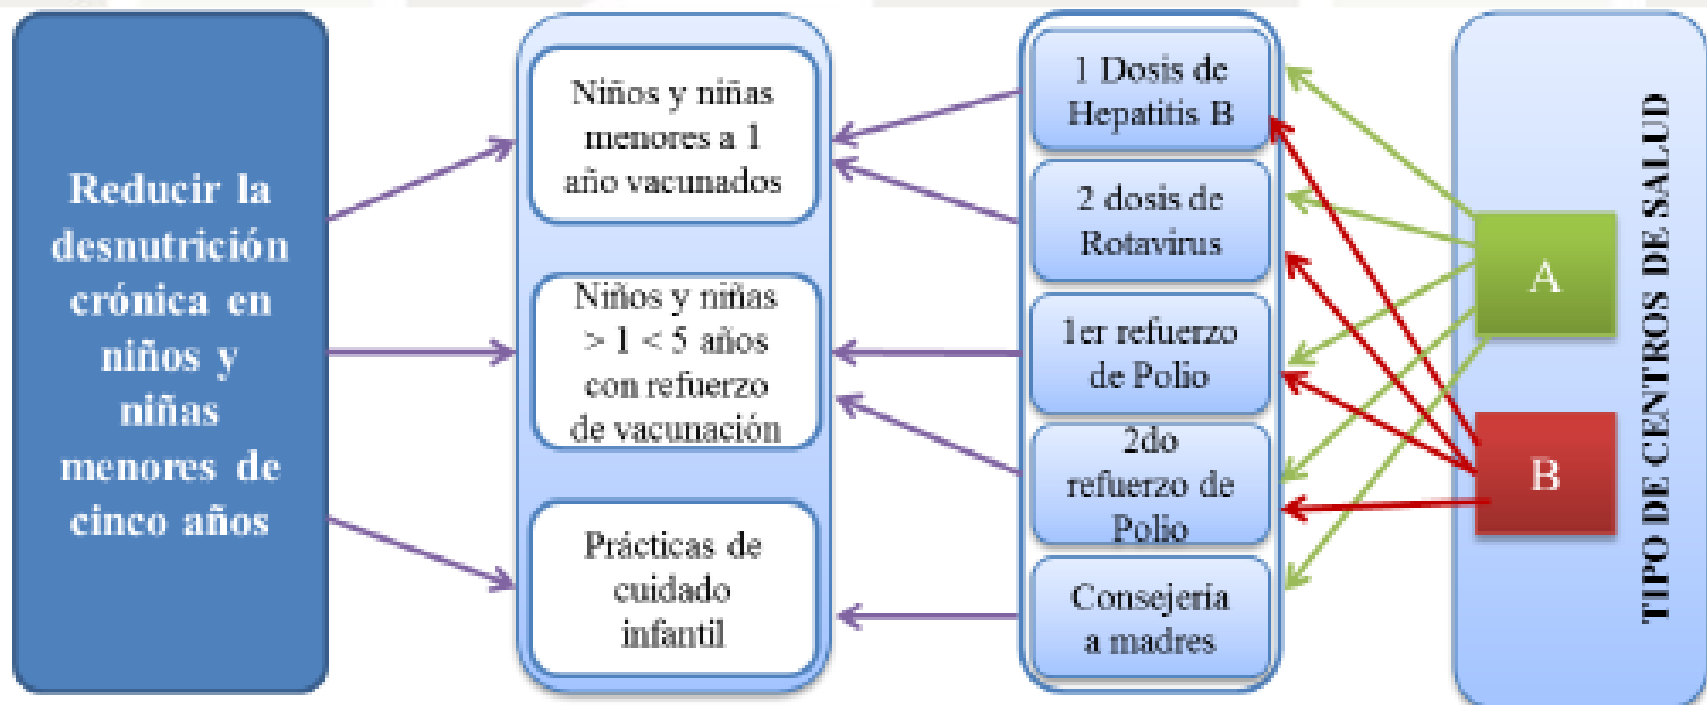 Reducir la
desnutrición
crónica en
niños y
niñas
menores de
cinco años
Niños y niñas
menores a 1
año vacunados
Niños y niñas
> 1 < 5 años
con refuerzo
de vacunación
Prácticas de
cuidado
infantil
1 Dosis de
Hepatitis B
2 dosis de
Rotavirus
1er refuerzo
de Polio
2do
refuerzo de
Polio
Consejeria
a madres
A
B
TIPO DE CENTROS DE SALUD